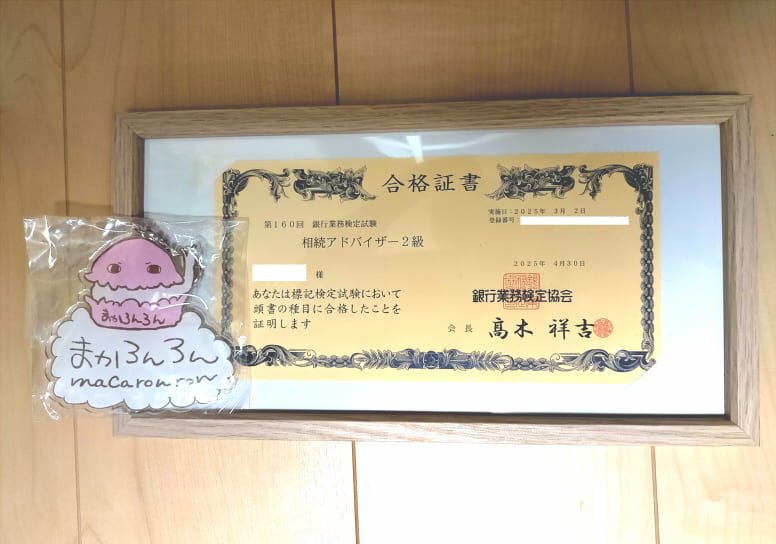 合格証書
実施日：2025年 3月 2日
登録番号：
第160回 銀行業務検定試験
相続アドバイザー2級
様
2025年 4月30日
あなたは標記検定試験において
頭書の種目に合格したことを
証明します
銀行業務検定協会
会長 髙木 祥吉
まかろんろん
まかろんろん
macaronron